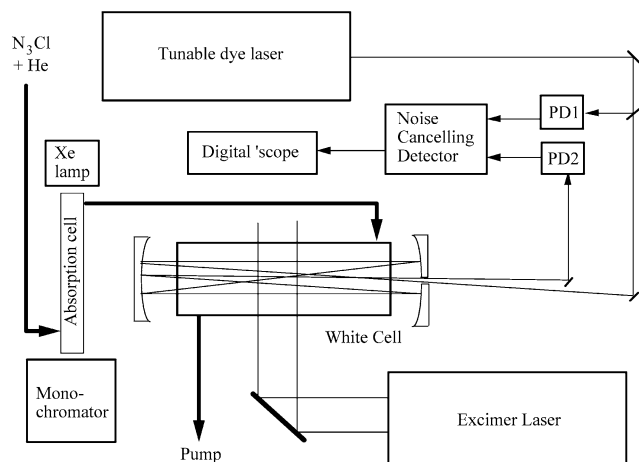 N₃Cl
+ He
Tunable dye laser
PD1
Noise
Cancelling
Detector
PD2
Digital 'scope
Xe
lamp
Absorption cell
White Cell
Mono-
chromator
Excimer Laser
Pump